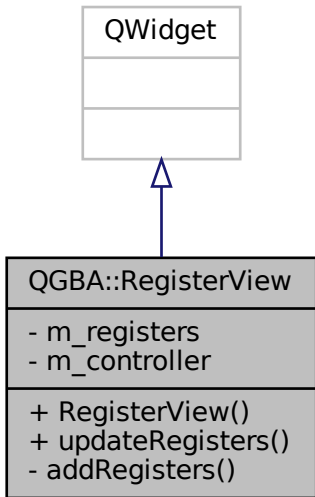 QWidget
QGBA::RegisterView
- m_registers
- m_controller
+ RegisterView()
+ updateRegisters()
- addRegisters()